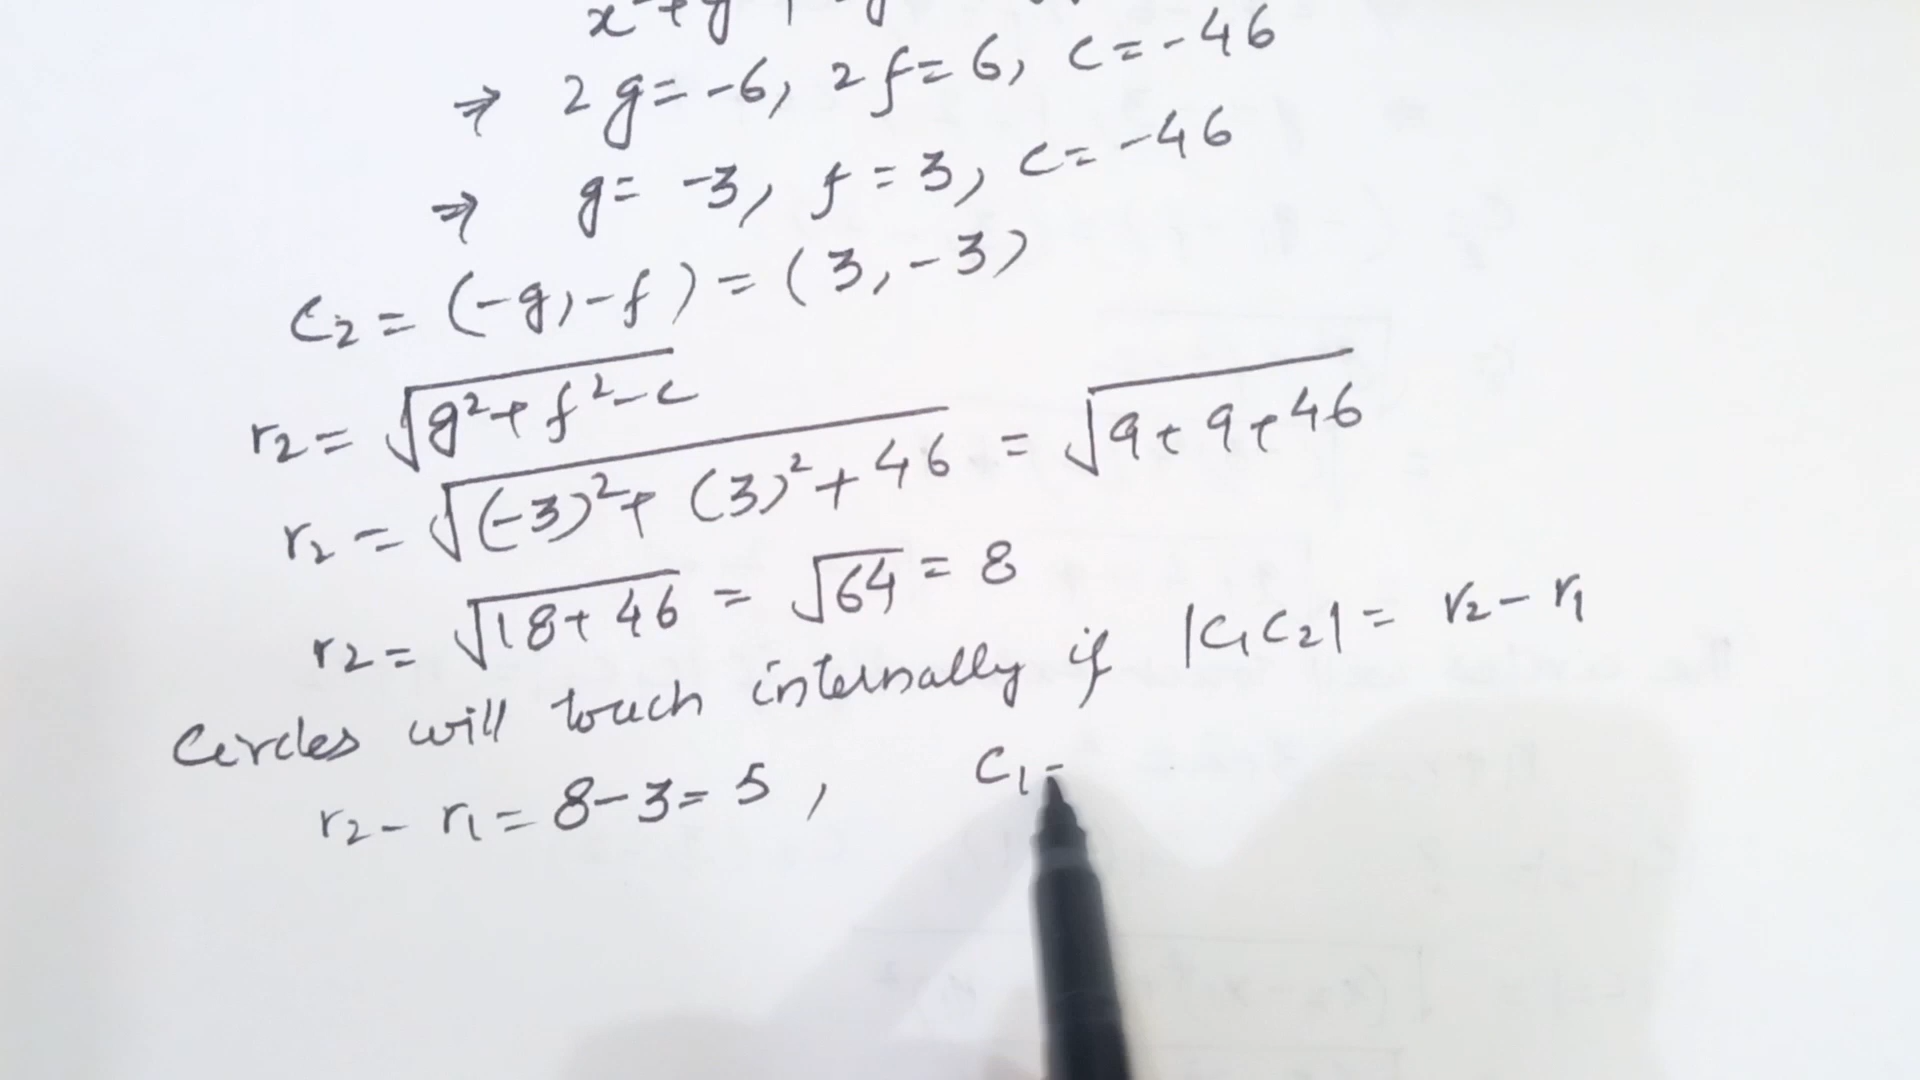 ⇒ 2g = -6, 2f = 6, c = -46
⇒ g = -3, f = 3, c = -46
C₂ = (-g, -f) = (3, -3)
r₂ = √(g² + f² - c)
r₂ = √((-3)² + (3)² + 46) = √(9 + 9 + 46)
r₂ = √(18 + 46) = √64 = 8
Circles will touch internally if |C₁C₂| = r₂ - r₁
r₂ - r₁ = 8 - 3 = 5, C₁ =